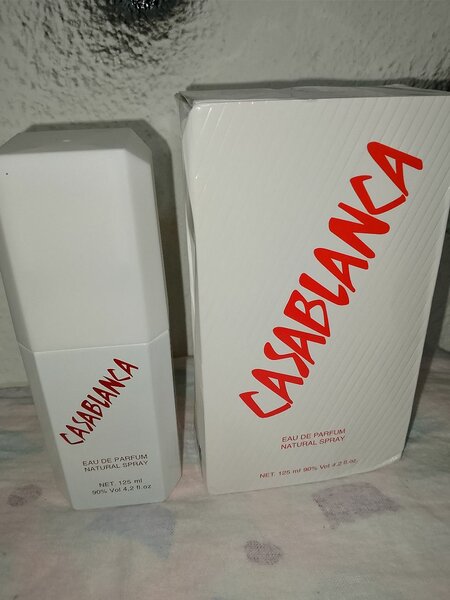 CASABLANCA
EAU DE PARFUM
NATURAL SPRAY
NET. 125 ml
90% Vol 4,2 fl.oz.
CASABLANCA
EAU DE PARFUM
NATURAL SPRAY
NET. 125 ml 90% Vol 4,2 fl.oz.